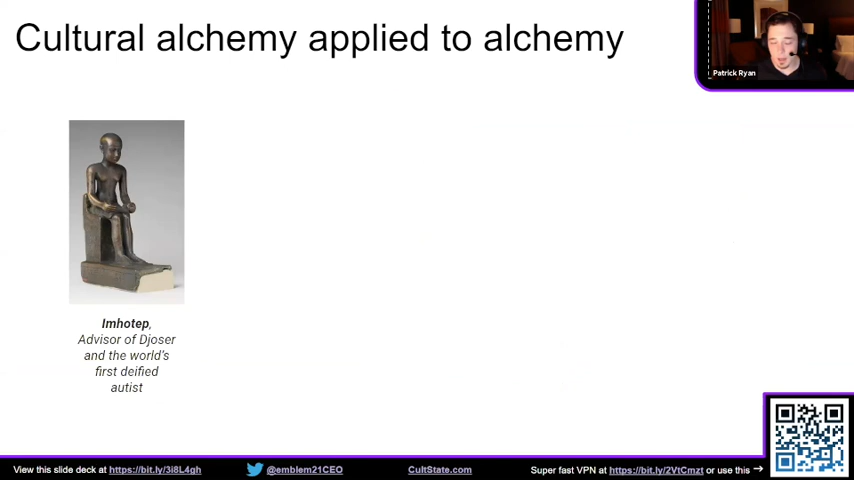 Cultural alchemy applied to alchemy
Patrick Ryan
Imhotep,
Advisor of Djoser
and the world's
first deified
autist
View this slide deck at https://bit.ly/3i8L4gh
@emblem21CEO
CultState.com
Super fast VPN at https://bit.ly/2VtCmzt or use this →